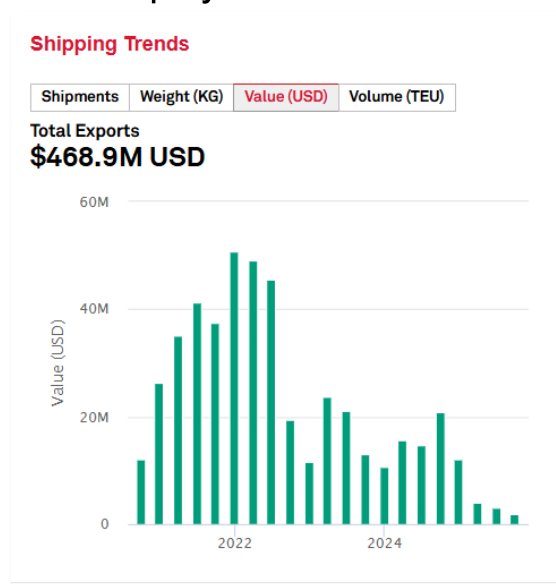 Shipping Trends
Shipments Weight (KG) Value (USD) Volume (TEU)
Total Exports
$468.9M USD
60M
40M
20M
0
Value (USD)
2022 2024